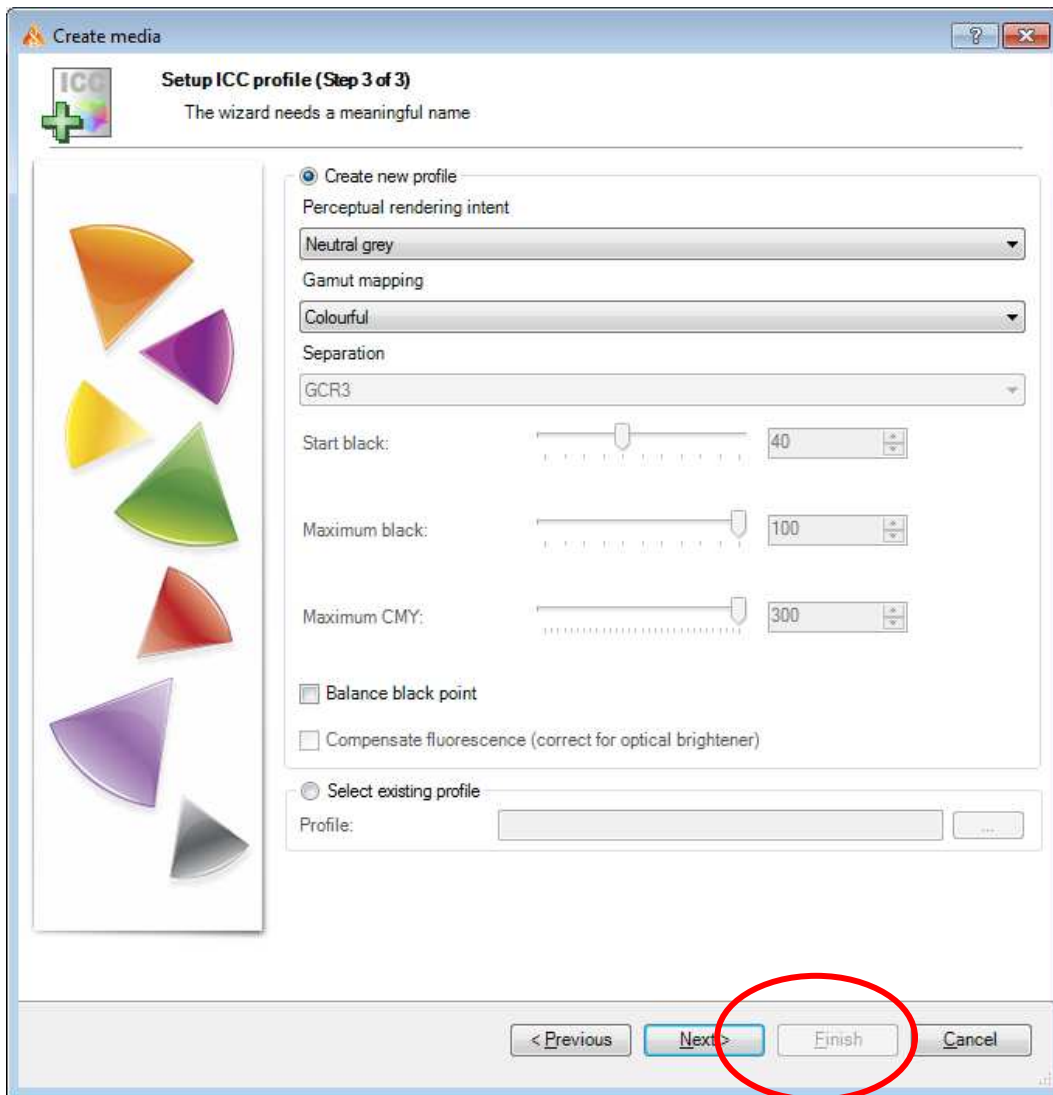 Create media
ICC
Setup ICC profile (Step 3 of 3)
The wizard needs a meaningful name
Create new profile
Perceptual rendering intent
Neutral grey
Gamut mapping
Colourful
Separation
GCR3
Start black: 40
Maximum black: 100
Maximum CMY: 300
Balance black point
Compensate fluorescence (correct for optical brightener)
Select existing profile
Profile: ...
< Previous Next > Finish Cancel